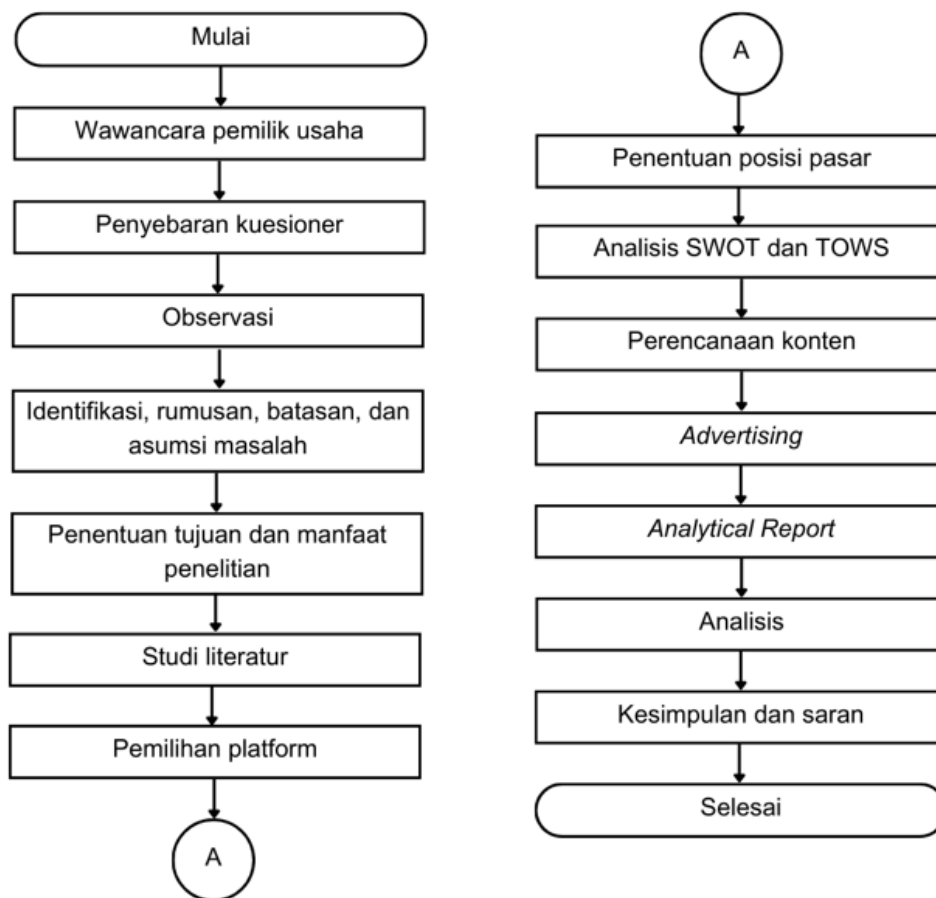 Mulai
Wawancara pemilik usaha
Penyebaran kuesioner
Observasi
Identifikasi, rumusan, batasan, dan
asumsi masalah
Penentuan tujuan dan manfaat
penelitian
Studi literatur
Pemilihan platform
A
A
Penentuan posisi pasar
Analisis SWOT dan TOWS
Perencanaan konten
Advertising
Analytical Report
Analisis
Kesimpulan dan saran
Selesai